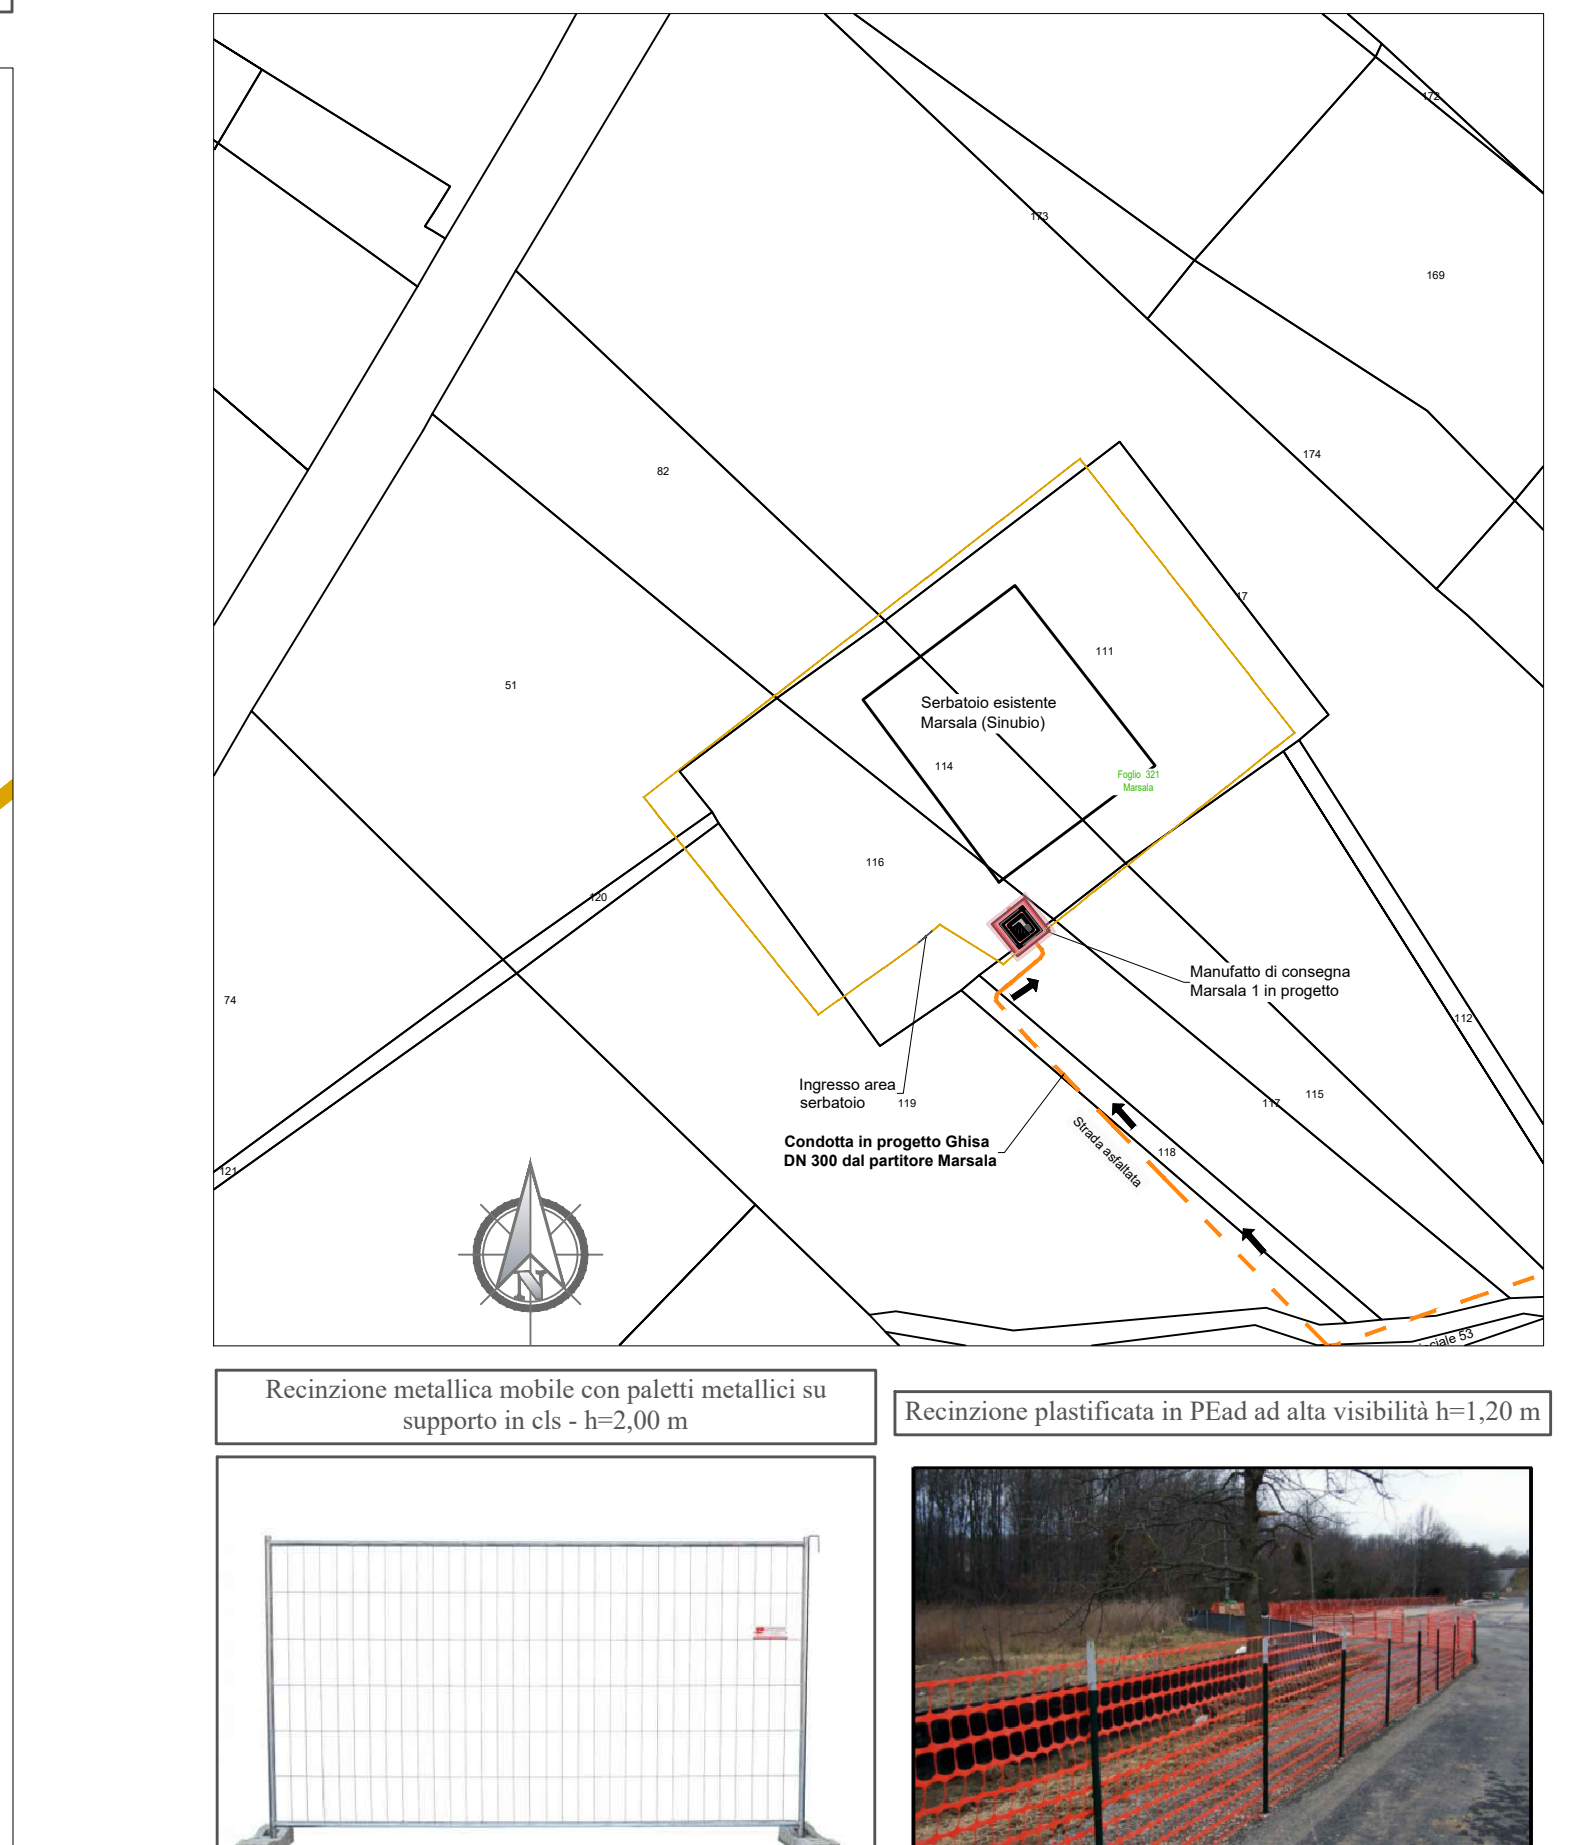 172
173
169
174
82
17
111
51
Serbatoio esistente
Marsala (Sinubio)
114
Foglio 321
Marsala
116
120
Manufatto di consegna
Marsala 1 in progetto
74
112
Ingresso area
serbatoio
119
115
117
Condotta in progetto Ghisa
DN 300 dal partitore Marsala
Strada asfaltata
118
121
N
ciale 53
Recinzione metallica mobile con paletti metallici su
supporto in cls - h=2,00 m
Recinzione plastificata in PEad ad alta visibilità h=1,20 m